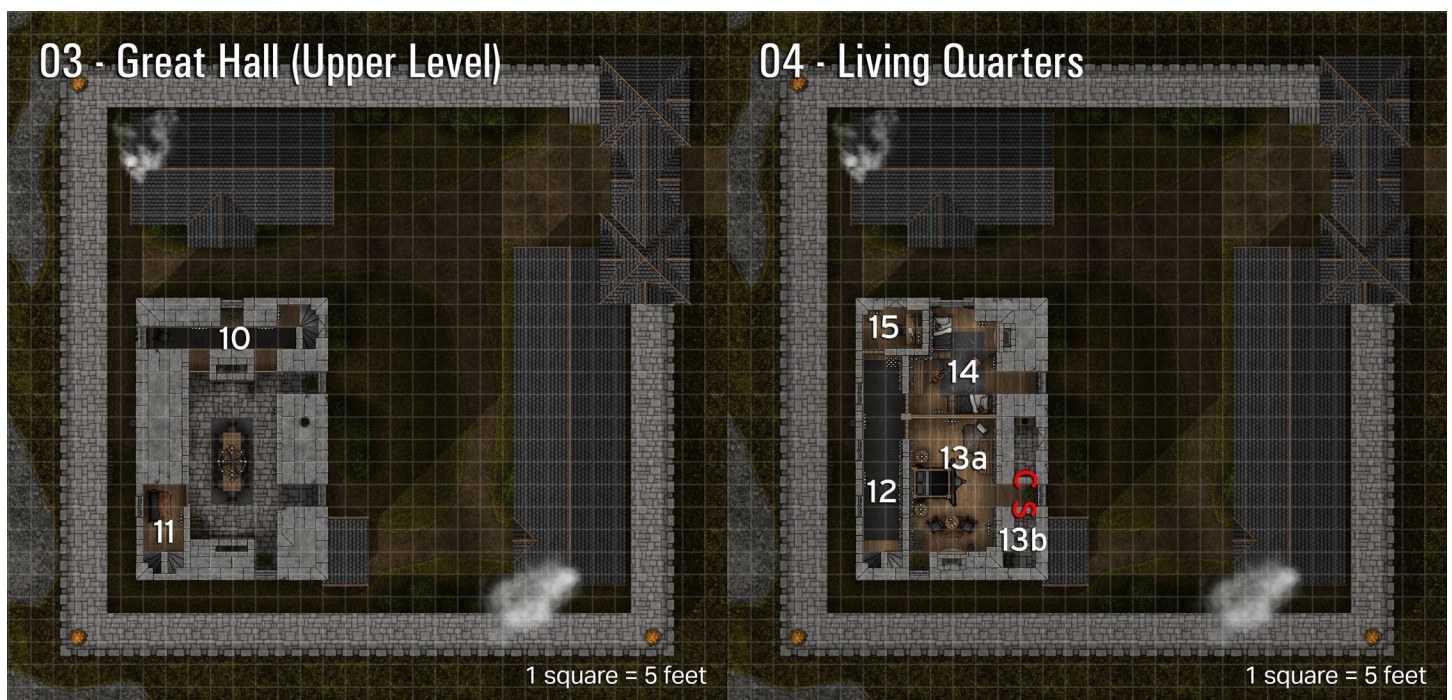 03 - Great Hall (Upper Level)
10
11
1 square = 5 feet
04 - Living Quarters
15
14
13a
12
C
S
13b
1 square = 5 feet